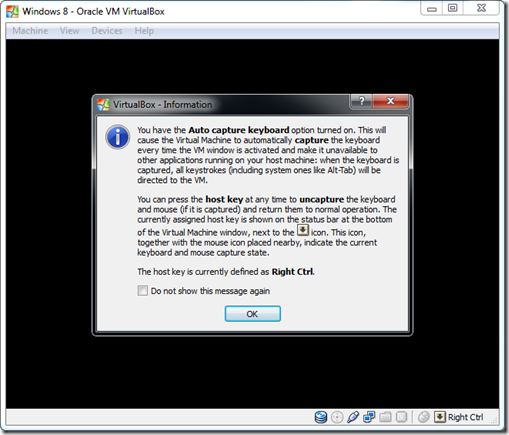 Windows 8 - Oracle VM VirtualBox
Machine View Devices Help
VirtualBox - Information
You have the Auto capture keyboard option turned on. This will
cause the Virtual Machine to automatically capture the keyboard
every time the VM window is activated and make it unavailable to
other applications running on your host machine: when the keyboard is
captured, all keystrokes (including system ones like Alt-Tab) will
be directed to the VM.
You can press the host key at any time to uncapture the keyboard
and mouse (if it is captured) and return them to normal operation. The
currently assigned host key is shown on the status bar at the bottom
of the Virtual Machine window, next to the icon. This icon,
together with the mouse icon placed nearby, indicate the current
keyboard and mouse capture state.
The host key is currently defined as Right Ctrl.
Do not show this message again
OK
Right Ctrl